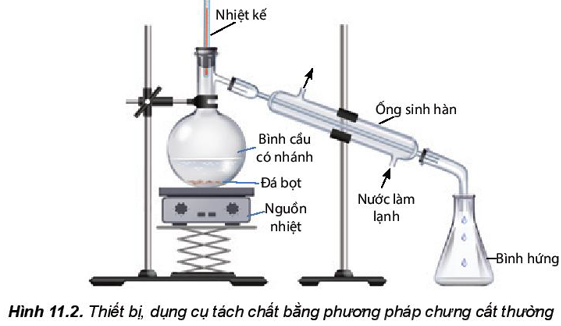 Nhiệt kế
Ống sinh hàn
Bình cầu
có nhánh
Đá bọt
Nước làm
lạnh
Nguồn
nhiệt
Bình hứng
Hình 11.2. Thiết bị, dụng cụ tách chất bằng phương pháp chưng cất thường